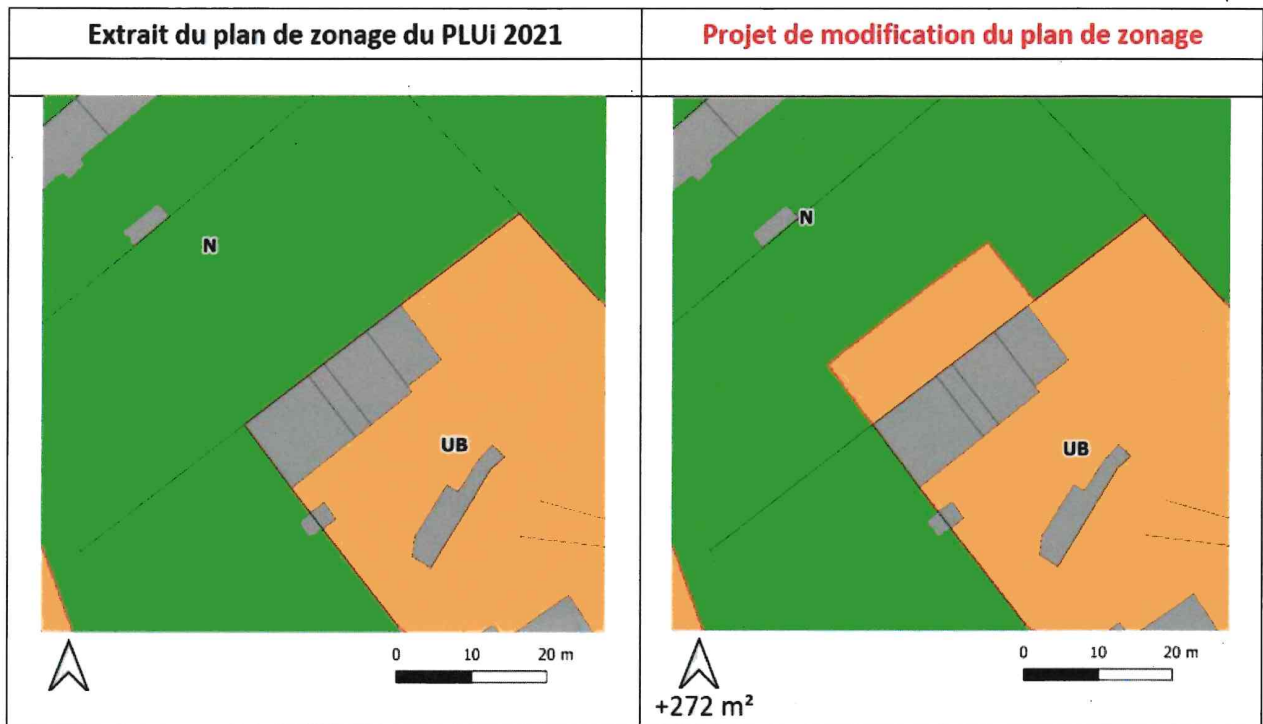 Extrait du plan de zonage du PLUi 2021
Projet de modification du plan de zonage
N
UB
0 10 20 m
N
UB
0 10 20 m
+272 m²